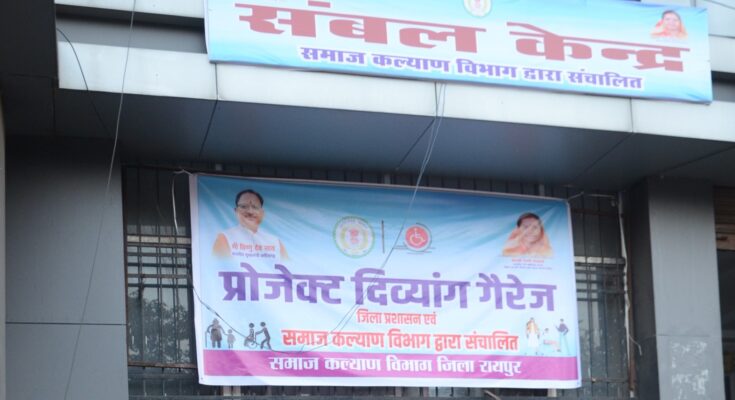 संबल केन्द्र
समाज कल्याण विभाग द्वारा संचालित
श्री विष्णु देव साय
प्रोजेक्ट दिव्यांग गैरेज
जिला प्रशासन एवं
समाज कल्याण विभाग द्वारा संचालित
समाज कल्याण विभाग जिला रायपुर